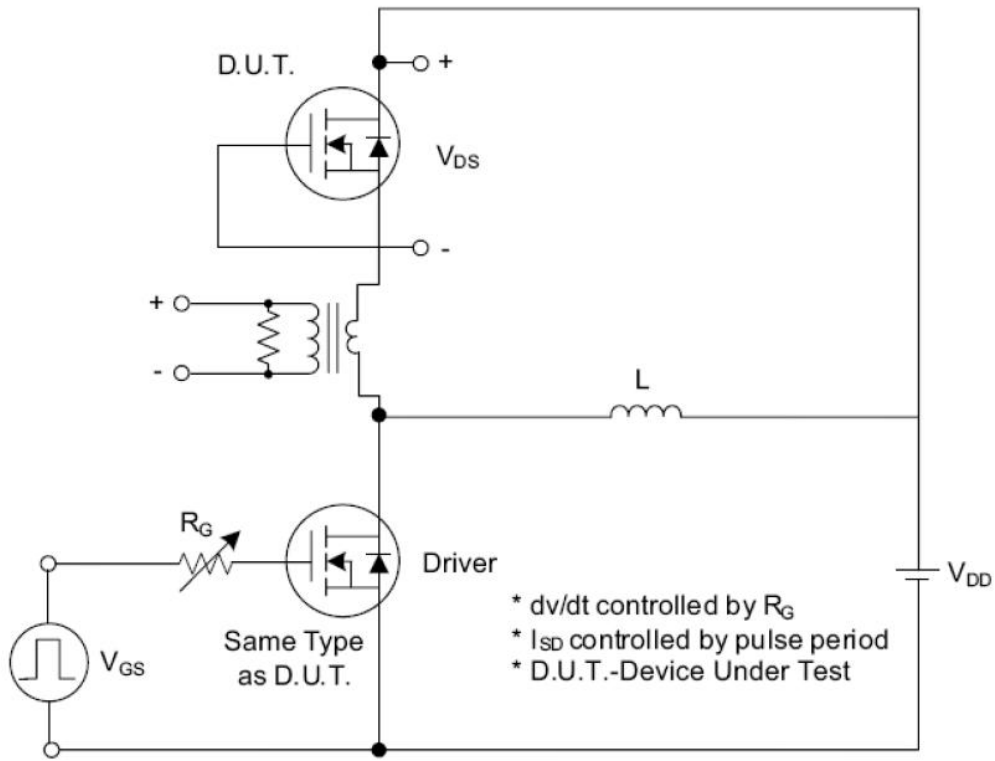 D.U.T.
+
VDS
-
+
-
L
RG
Driver
VDD
VGS
Same Type
as D.U.T.
* dv/dt controlled by RG
* ISD controlled by pulse period
* D.U.T.-Device Under Test